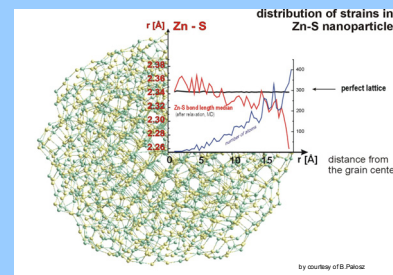 distribution of strains in
Zn-S nanoparticle
r [Å] Zn - S
2.38
2.36
2.34
2.32
2.30
2.28
2.26
400
300
200
100
perfect lattice
Zn-S bond length median
(after relaxation, MD)
number of atoms
0 5 10 15 r [Å]
distance from
the grain cente
by courtesy of B.Palosz